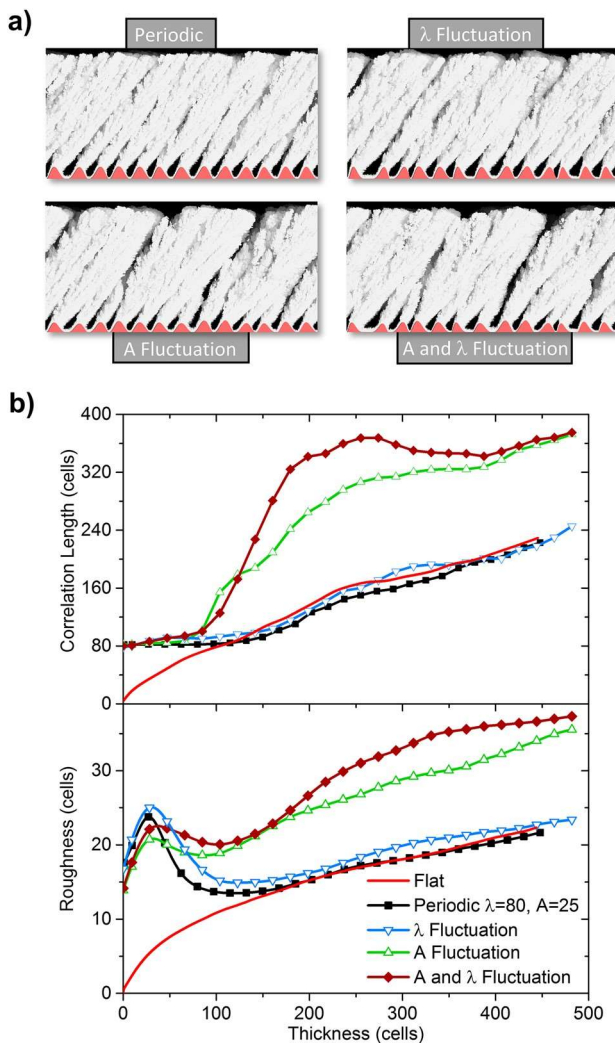 a)
Periodic
λ Fluctuation
A Fluctuation
A and λ Fluctuation
b)
400
320
240
160
80
0
Correlation Length (cells)
30
20
10
0
Roughness (cells)
Flat
Periodic λ=80, A=25
λ Fluctuation
A Fluctuation
A and λ Fluctuation
0
100
200
300
400
500
Thickness (cells)